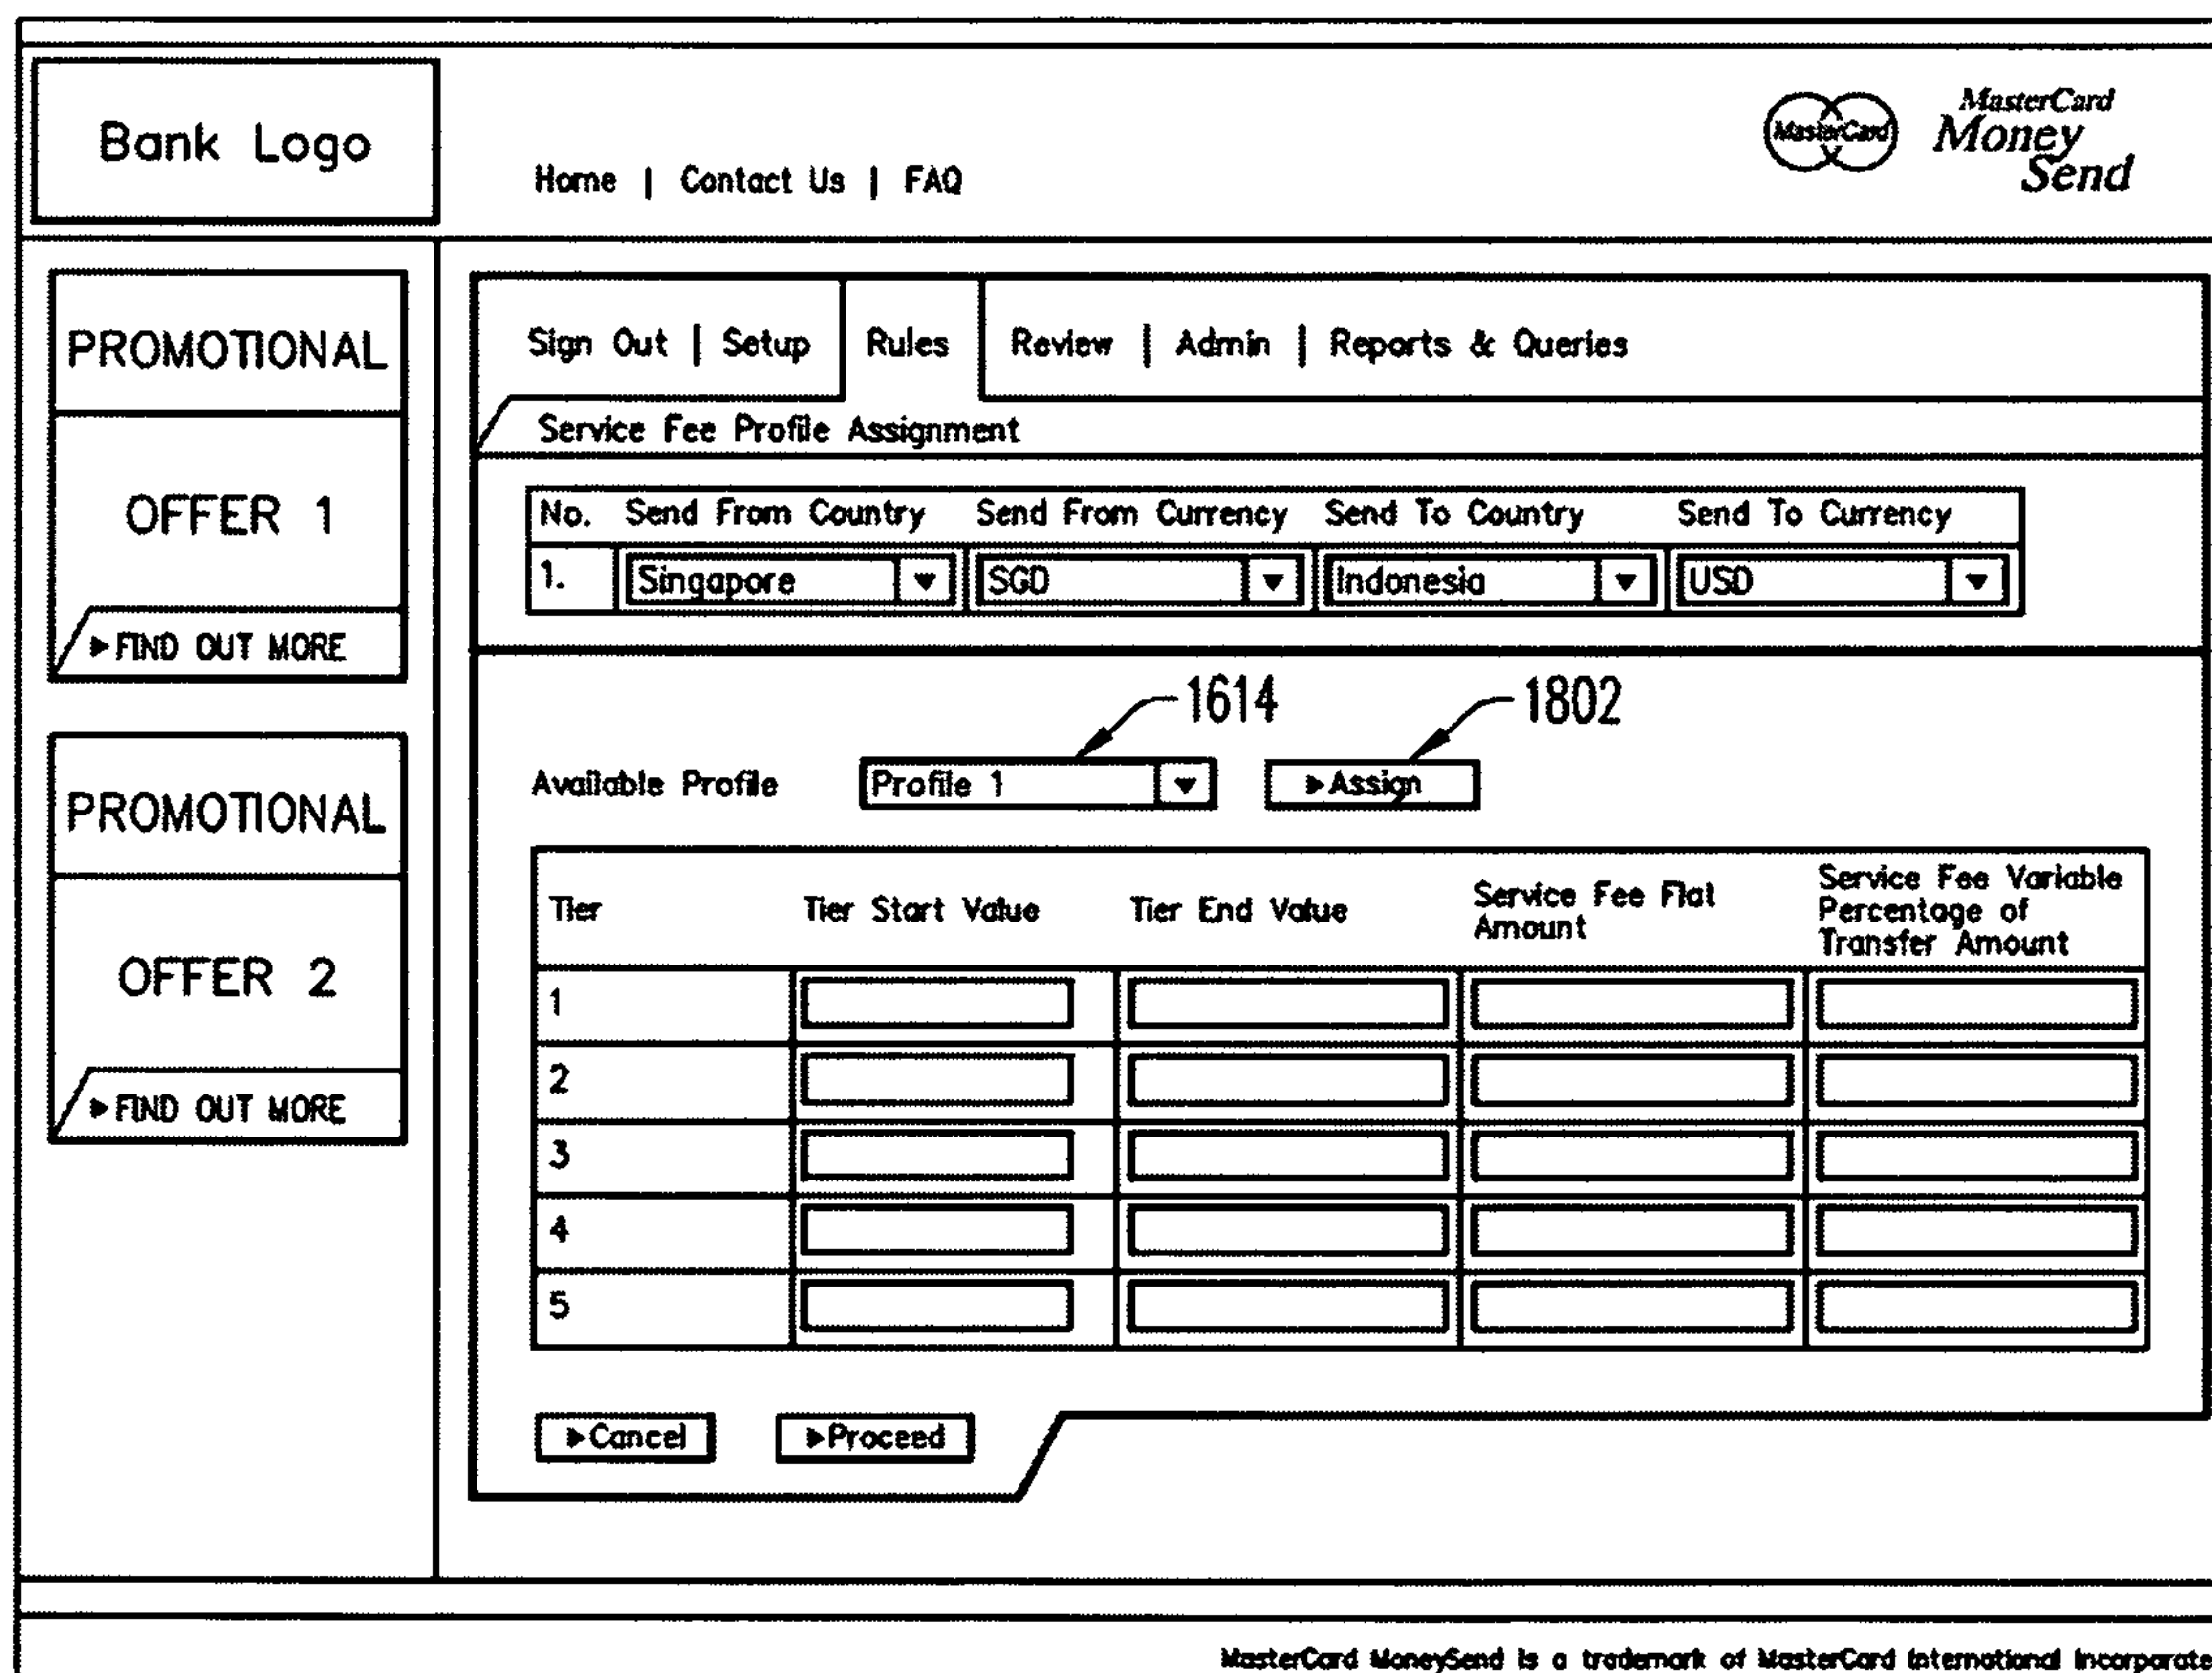 Bank Logo
Home | Contact Us | FAQ
MasterCard
MasterCard
Money
Send
PROMOTIONAL
OFFER 1
▶FIND OUT MORE
PROMOTIONAL
OFFER 2
▶FIND OUT MORE
Sign Out | Setup Rules Review | Admin | Reports & Queries
Service Fee Profile Assignment
No. Send From Country Send From Currency Send To Country Send To Currency
1. Singapore ▼ SGD ▼ Indonesia ▼ USD ▼
1614 1802
Available Profile Profile 1 ▼ ▶Assign
Tier Tier Start Value Tier End Value Service Fee Flat Amount Service Fee Variable Percentage of Transfer Amount
1
2
3
4
5
▶Cancel ▶Proceed
MasterCard MoneySend is a trademark of MasterCard International Incorporate